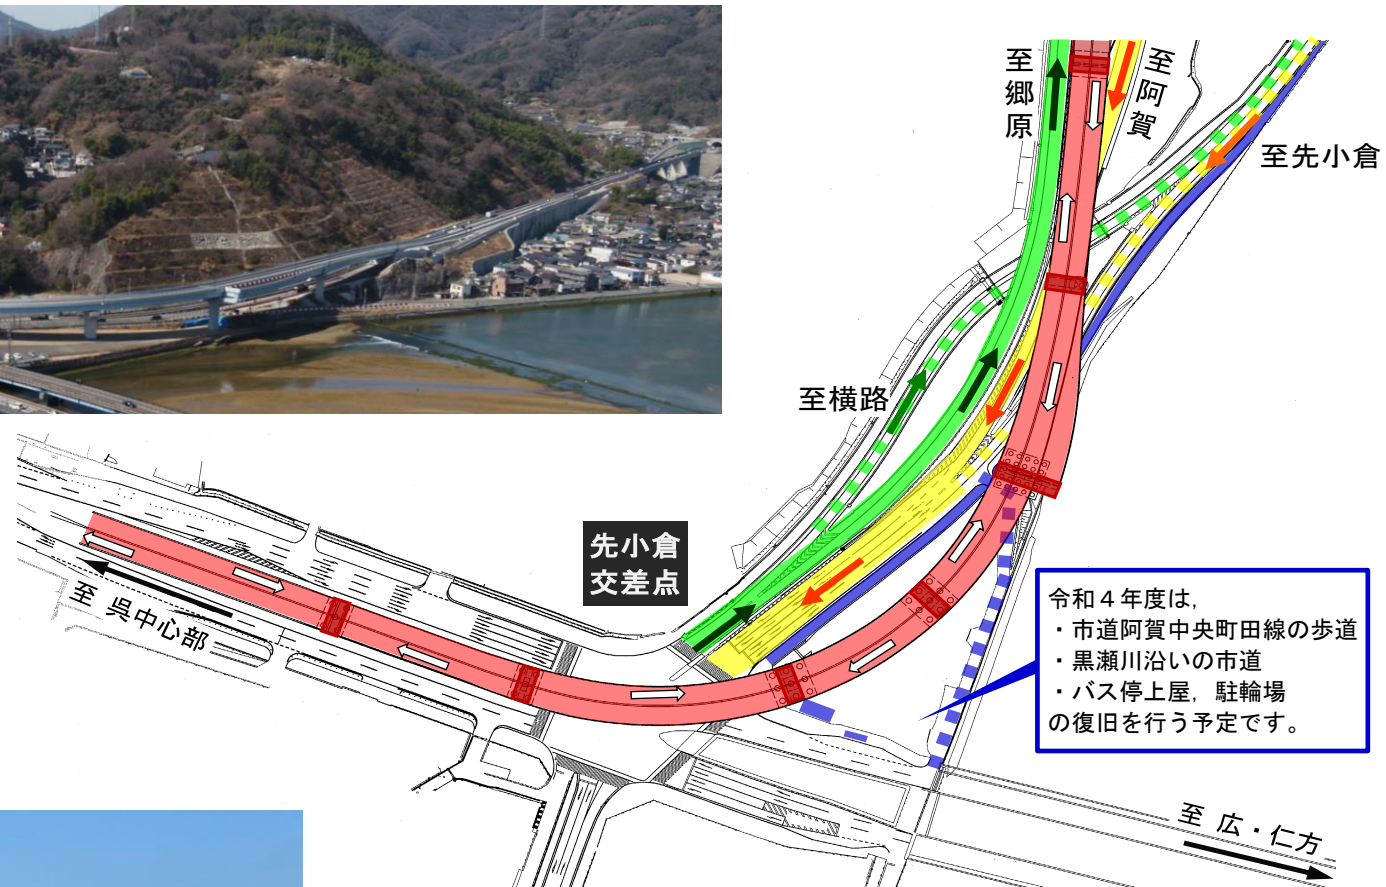 至郷原
至阿賀
至先小倉
至横路
先小倉
交差点
至 呉中心部
令和４年度は，
・市道阿賀中央町田線の歩道
・黒瀬川沿いの市道
・バス停上屋，駐輪場
の復旧を行う予定です。
至 広・仁方